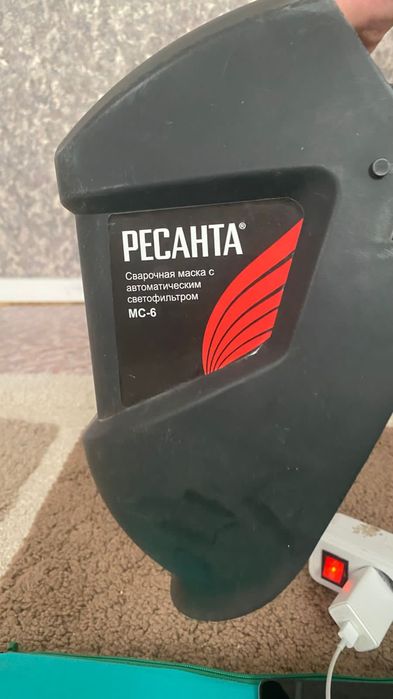 РЕСАНТА®
Сварочная маска с
автоматическим
светофильтром
МС-6